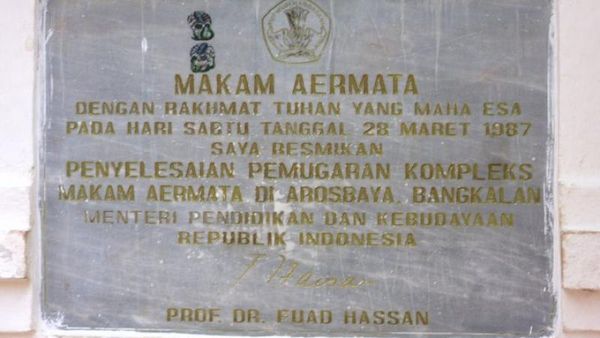 MAKAM AERMATA
DENGAN RAKHMAT TUHAN YANG MAHA ESA
PADA HARI SABTU TANGGAL 28 MARET 1987
SAYA RESMIKAN
PENYELESAIAN PEMUGARAN KOMPLEKS
MAKAM AERMATA DI AROSBAYA, BANGKALAN
MENTERI PENDIDIKAN DAN KEBUDAYAAN
REPUBLIK INDONESIA
PROF. DR. FUAD HASSAN